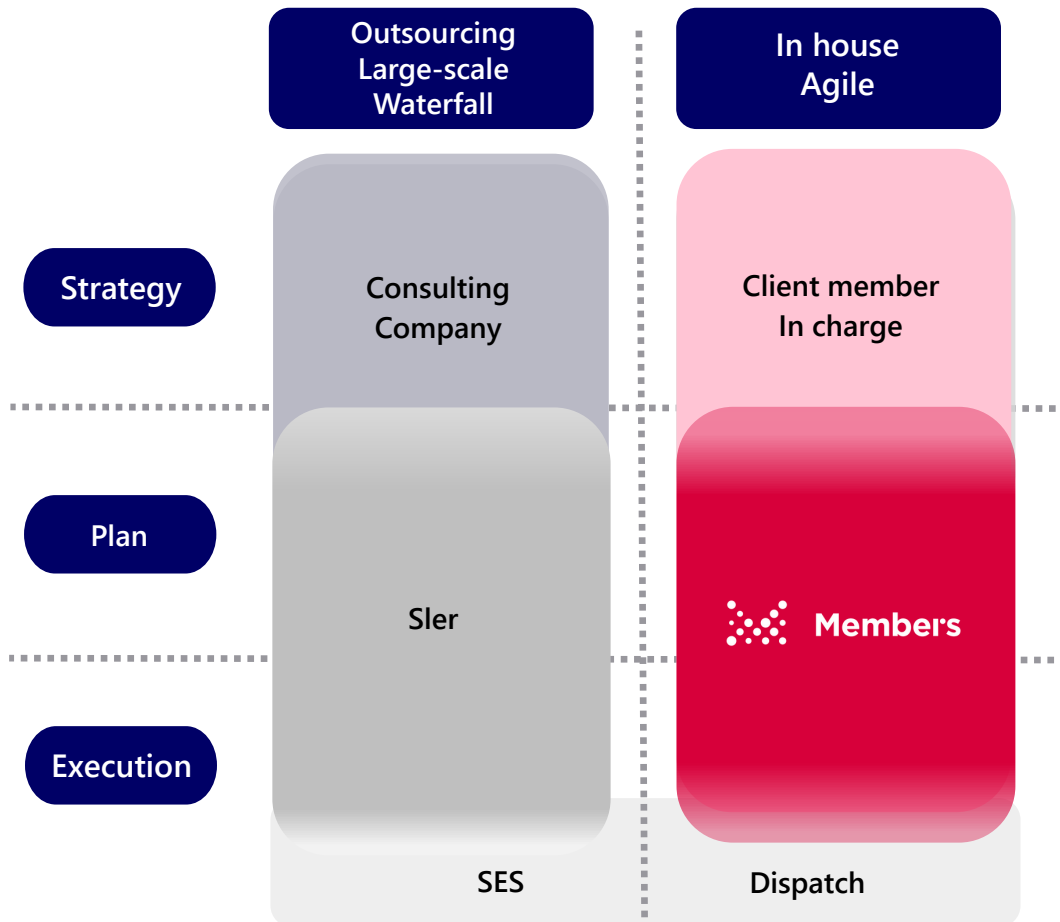 Outsourcing
Large-scale
Waterfall
In house
Agile
Strategy
Consulting
Company
Client member
In charge
Plan
Sler
Members
Execution
SES
Dispatch